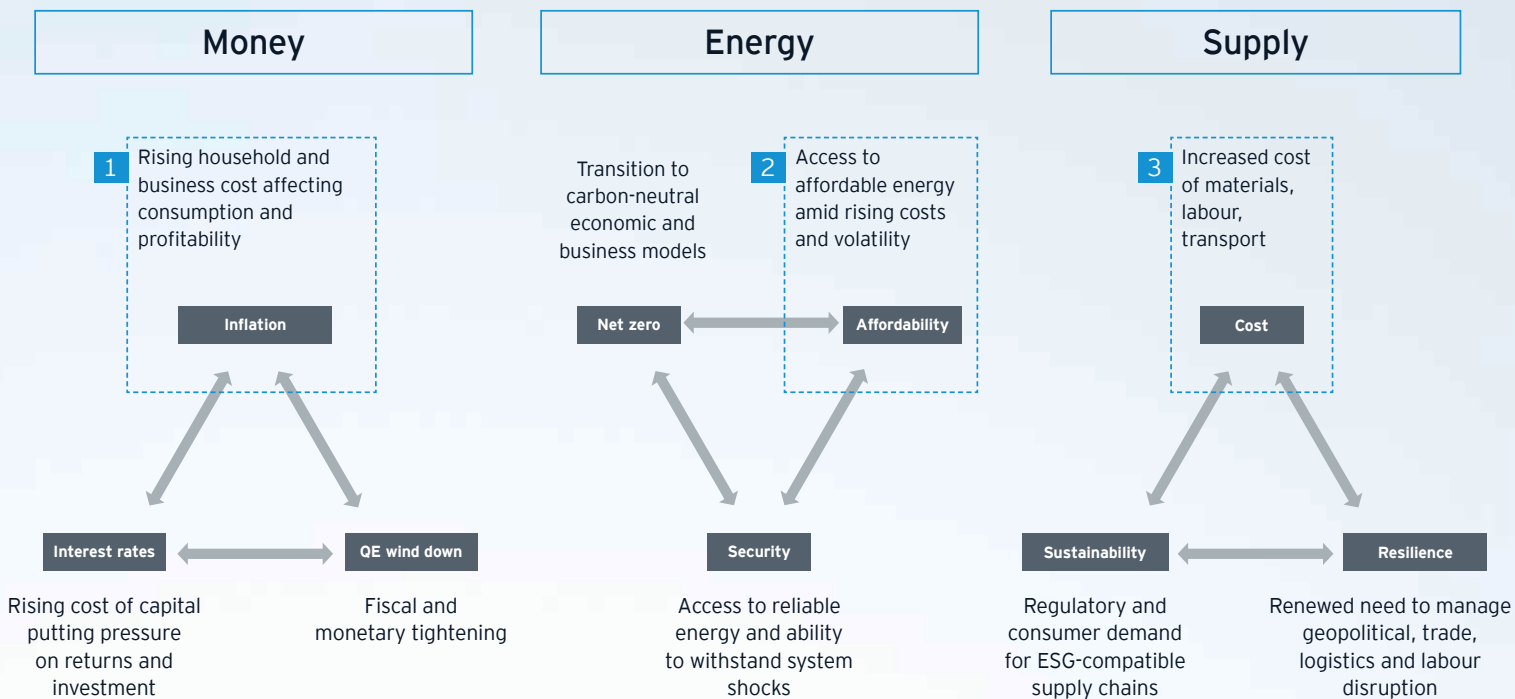 Money
Energy
Supply
1
Rising household and
business cost affecting
consumption and
profitability
Transition to
carbon-neutral
economic and
business models
2
Access to
affordable energy
amid rising costs
and volatility
3
Increased cost
of materials,
labour,
transport
Inflation
Net zero
Affordability
Cost
Interest rates
QE wind down
Security
Sustainability
Resilience
Rising cost of capital
putting pressure
on returns and
investment
Fiscal and
monetary tightening
Access to reliable
energy and ability
to withstand system
shocks
Regulatory and
consumer demand
for ESG-compatible
supply chains
Renewed need to manage
geopolitical, trade,
logistics and labour
disruption